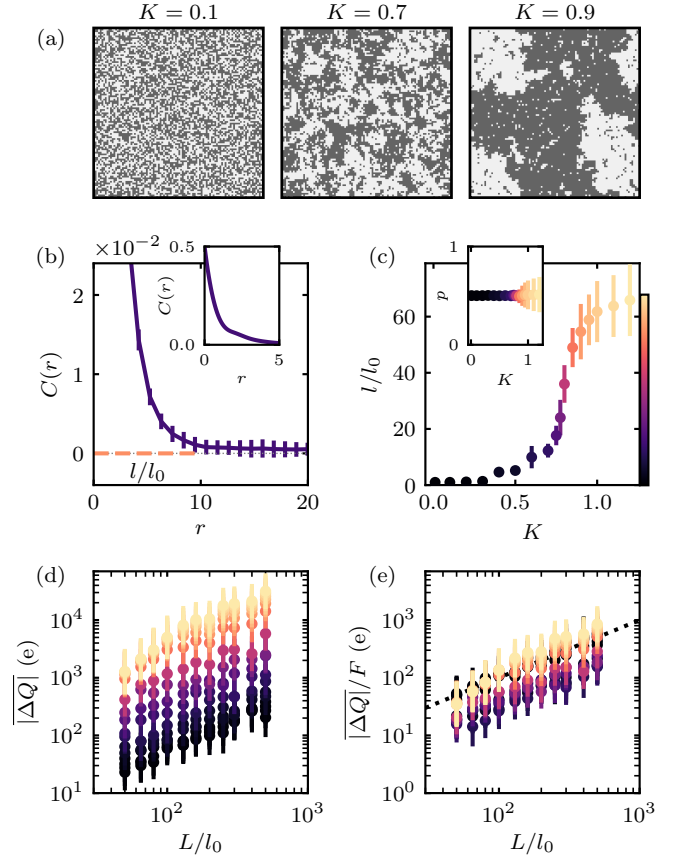 K = 0.1 K = 0.7 K = 0.9
(a)
(b) ×10⁻² (c)
0.5
C(r)
0.0
0 5
r
2
1
0
C(r)
l/l₀
0 10 20
r
1
p
0
0 1
K
60
40
20
0
l/l₀
0.0 0.5 1.0
K
(d) (e)
10⁴
10³
10²
10¹
|ΔQ| (e)
10² 10³
L/l₀
10³
10²
10¹
10⁰
|ΔQ|/F (e)
10² 10³
L/l₀